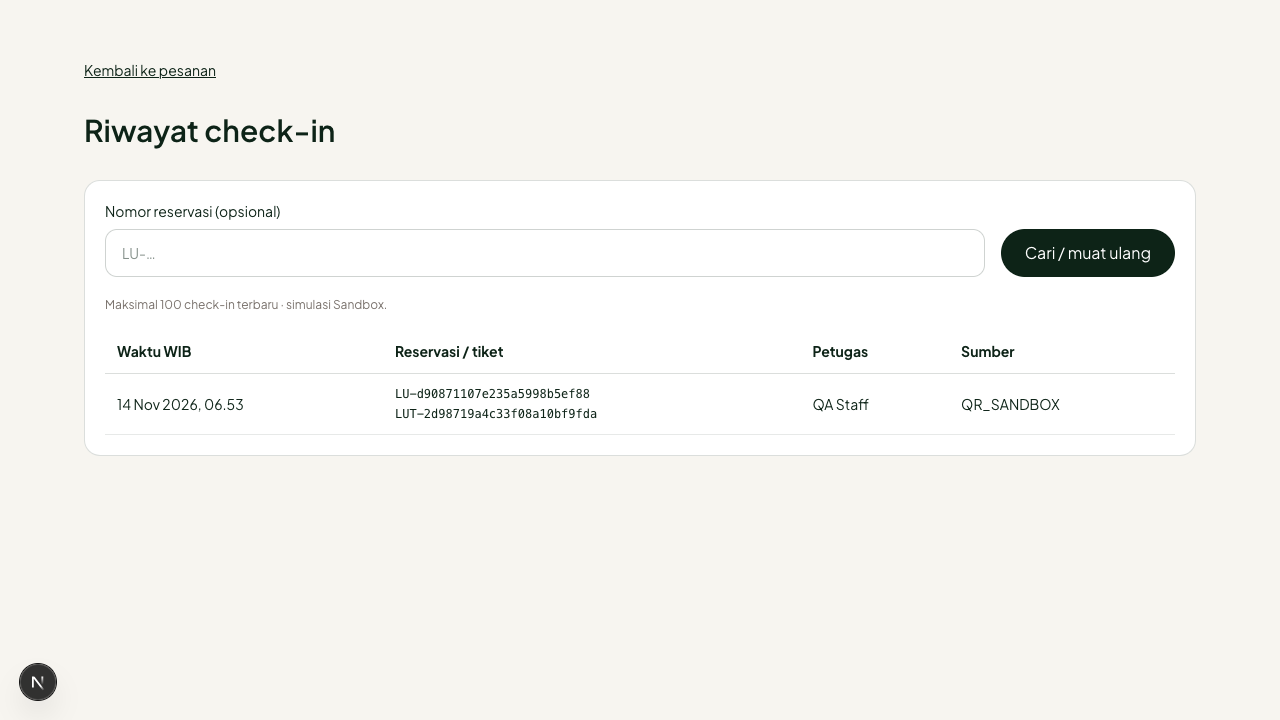 Kembali ke pesanan
Riwayat check-in
Nomor reservasi (opsional)
LU-...
Cari / muat ulang
Maksimal 100 check-in terbaru · simulasi Sandbox.
Waktu WIB Reservasi / tiket Petugas Sumber
14 Nov 2026, 06.53 LU-d90871107e235a5998b5ef88 QA Staff QR_SANDBOX
LUT-2d98719a4c33f08a10bf9fda
N